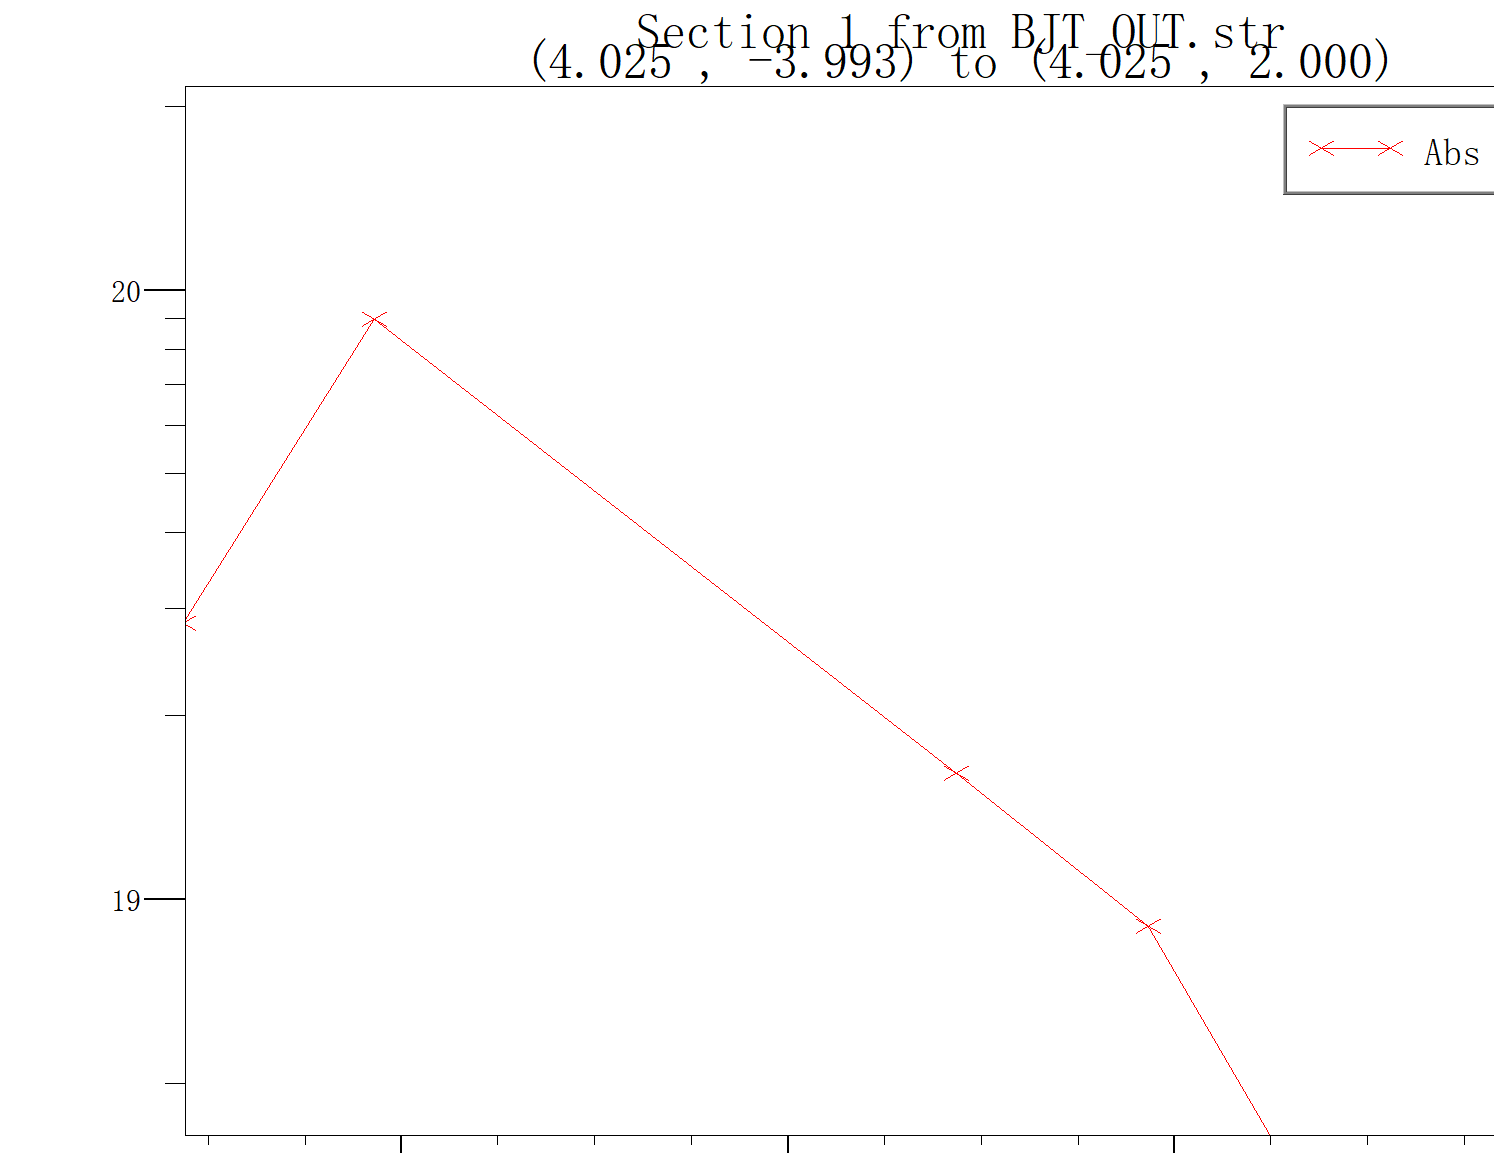 Section 1 from BJT_OUT.str
(4.025 , -3.993) to (4.025 , 2.000)
Abs
20
19